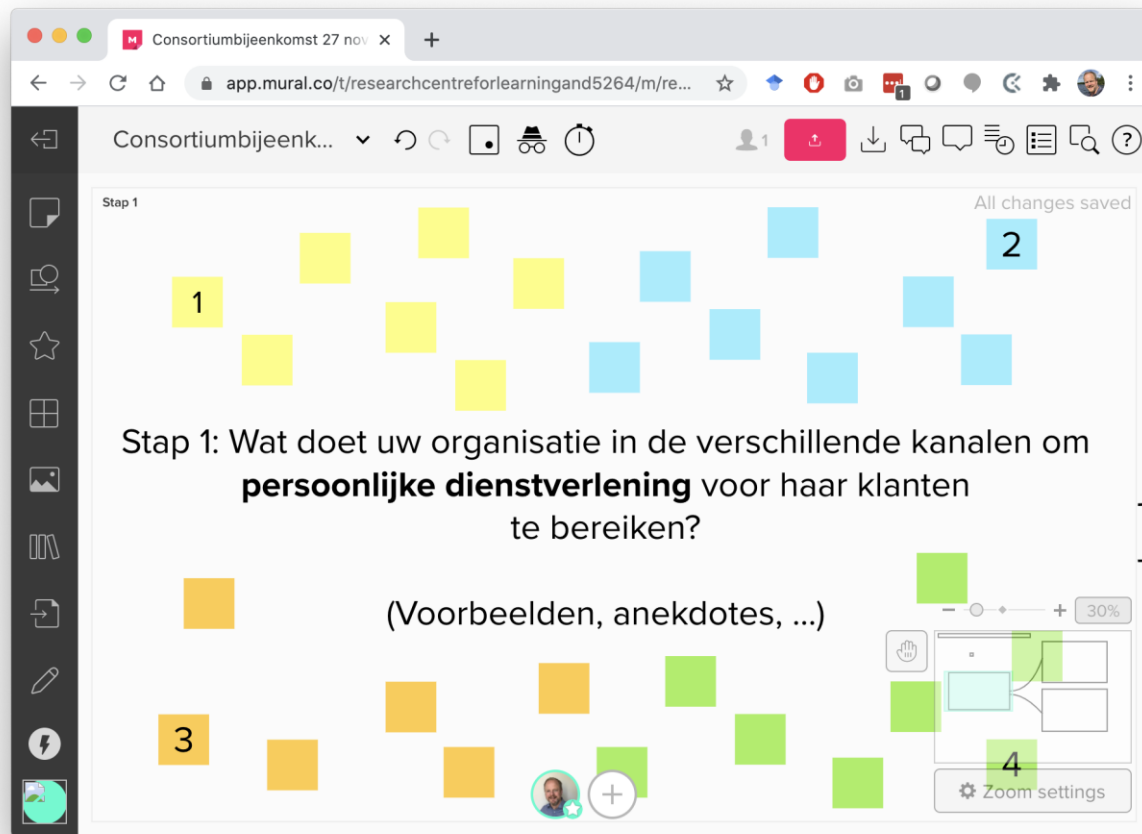 Consortiumbijeenkomst 27 nov
app.mural.co/t/researchcentreforlearningand5264/m/re...
1
Consortiumbijeenk...
1
?
Stap 1
All changes saved
2
1
Stap 1: Wat doet uw organisatie in de verschillende kanalen om
persoonlijke dienstverlening voor haar klanten
te bereiken?
(Voorbeelden, anekdotes, ...)
30%
3
4
Zoom settings